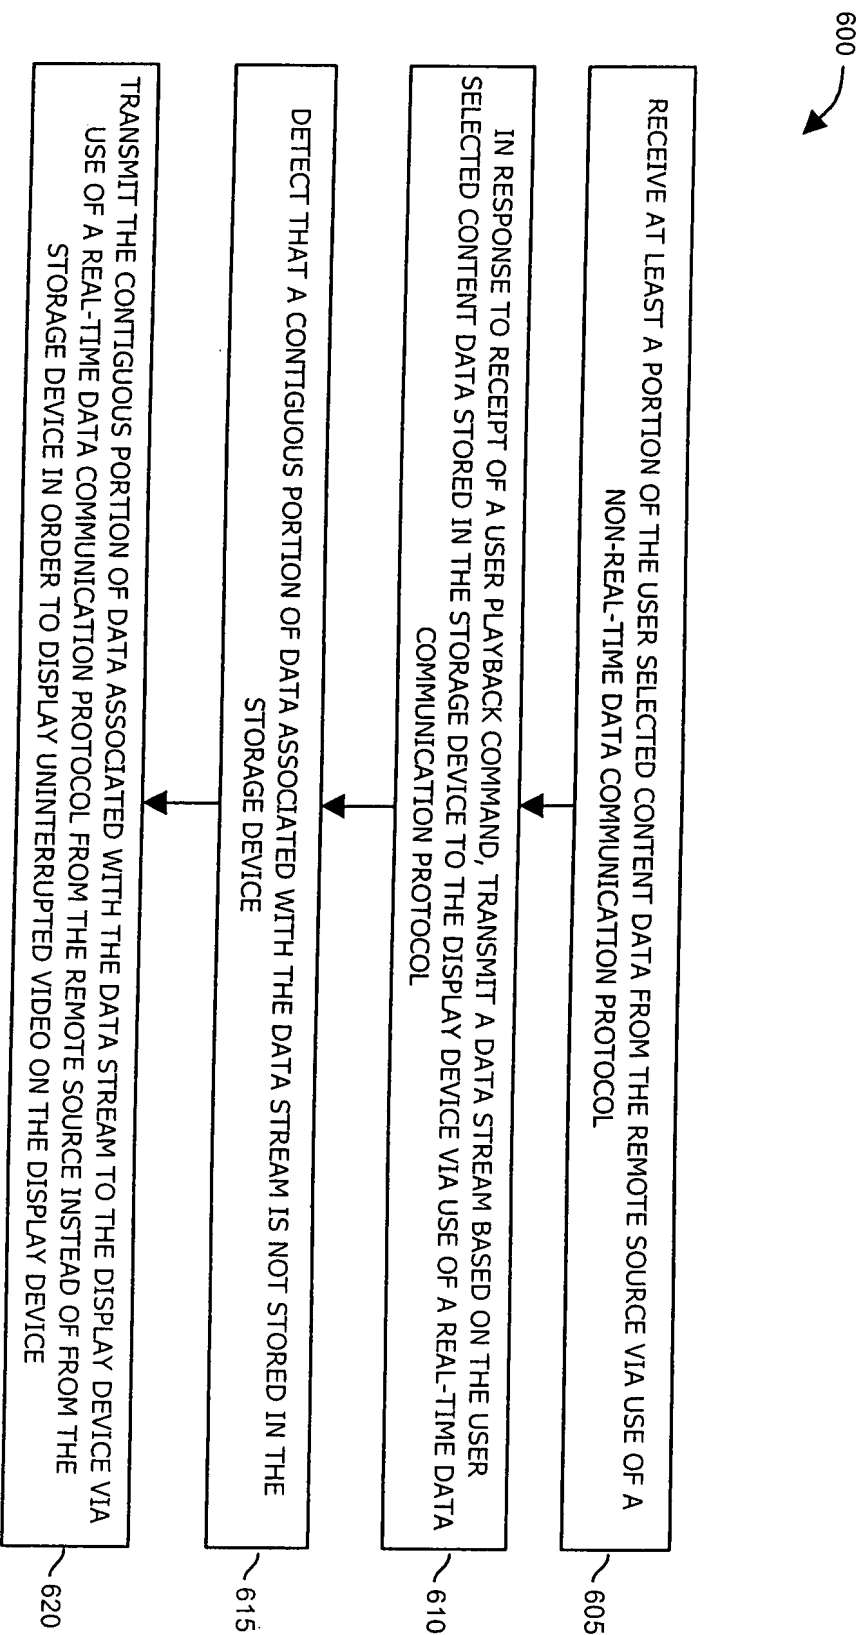 600
RECEIVE AT LEAST A PORTION OF THE USER SELECTED CONTENT DATA FROM THE REMOTE SOURCE VIA USE OF A
NON-REAL-TIME DATA COMMUNICATION PROTOCOL
605
IN RESPONSE TO RECEIPT OF A USER PLAYBACK COMMAND, TRANSMIT A DATA STREAM BASED ON THE USER
SELECTED CONTENT DATA STORED IN THE STORAGE DEVICE TO THE DISPLAY DEVICE VIA USE OF A REAL-TIME DATA
COMMUNICATION PROTOCOL
610
DETECT THAT A CONTIGUOUS PORTION OF DATA ASSOCIATED WITH THE DATA STREAM IS NOT STORED IN THE
STORAGE DEVICE
615
TRANSMIT THE CONTIGUOUS PORTION OF DATA ASSOCIATED WITH THE DATA STREAM TO THE DISPLAY DEVICE VIA
USE OF A REAL-TIME DATA COMMUNICATION PROTOCOL FROM THE REMOTE SOURCE INSTEAD OF FROM THE
STORAGE DEVICE IN ORDER TO DISPLAY UNINTERRUPTED VIDEO ON THE DISPLAY DEVICE
620